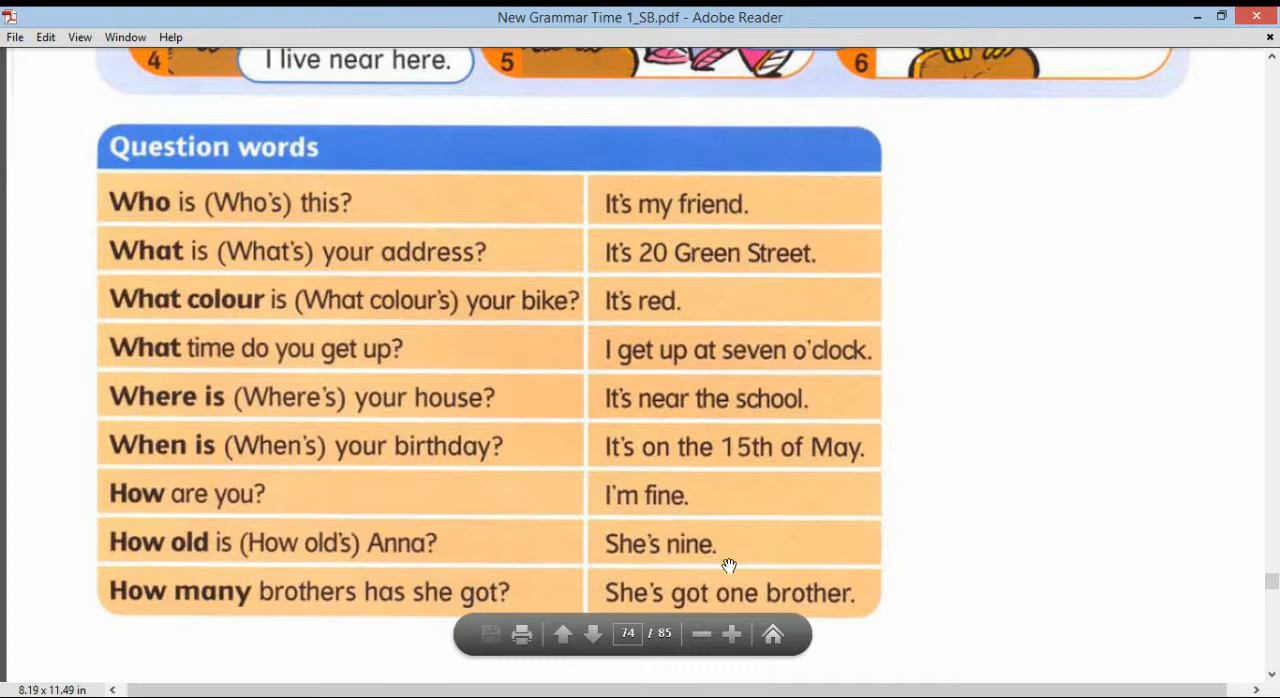 New Grammar Time 1_SB.pdf - Adobe Reader
File Edit View Window Help
4 I live near here. 5 6
Question words
Who is (Who's) this? It's my friend.
What is (What's) your address? It's 20 Green Street.
What colour is (What colour's) your bike? It's red.
What time do you get up? I get up at seven o'clock.
Where is (Where's) your house? It's near the school.
When is (When's) your birthday? It's on the 15th of May.
How are you? I'm fine.
How old is (How old's) Anna? She's nine.
How many brothers has she got? She's got one brother.
74 / 85
8.19 x 11.49 in